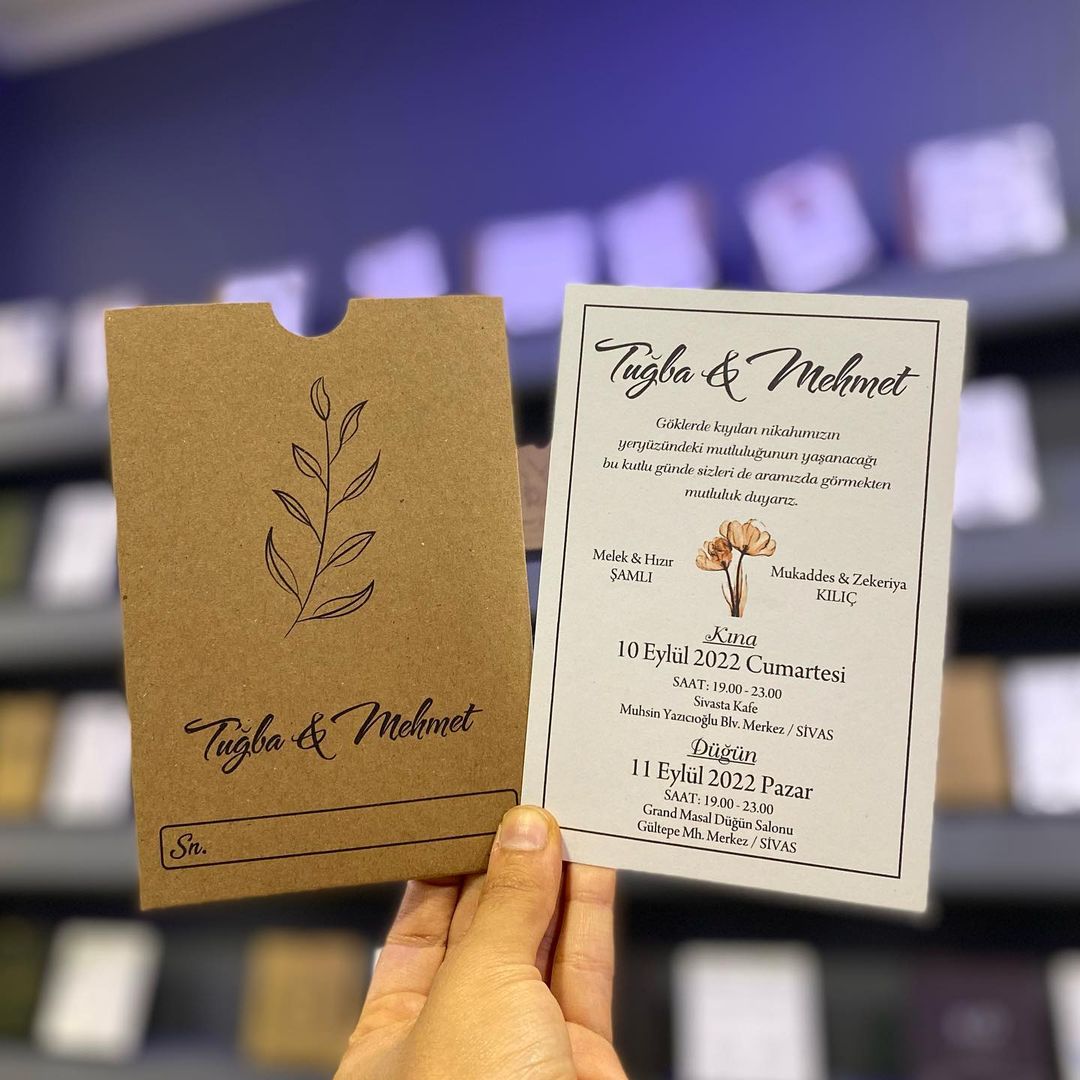 Tuğba & Mehmet
Sn.
Tuğba & Mehmet
Göklerde kıyılan nikahımızın
yeryüzündeki mutluluğunun yaşanacağı
bu kutlu günde sizleri de aramızda görmekten
mutluluk duyarız.
Melek & Hızır
ŞAMLI
Mukaddes & Zekeriya
KILIÇ
Kına
10 Eylül 2022 Cumartesi
SAAT: 19.00 - 23.00
Sivasta Kafe
Muhsin Yazıcıoğlu Blv. Merkez / SİVAS
Düğün
11 Eylül 2022 Pazar
SAAT: 19.00 - 23.00
Grand Masal Düğün Salonu
Gültepe Mh. Merkez / SİVAS